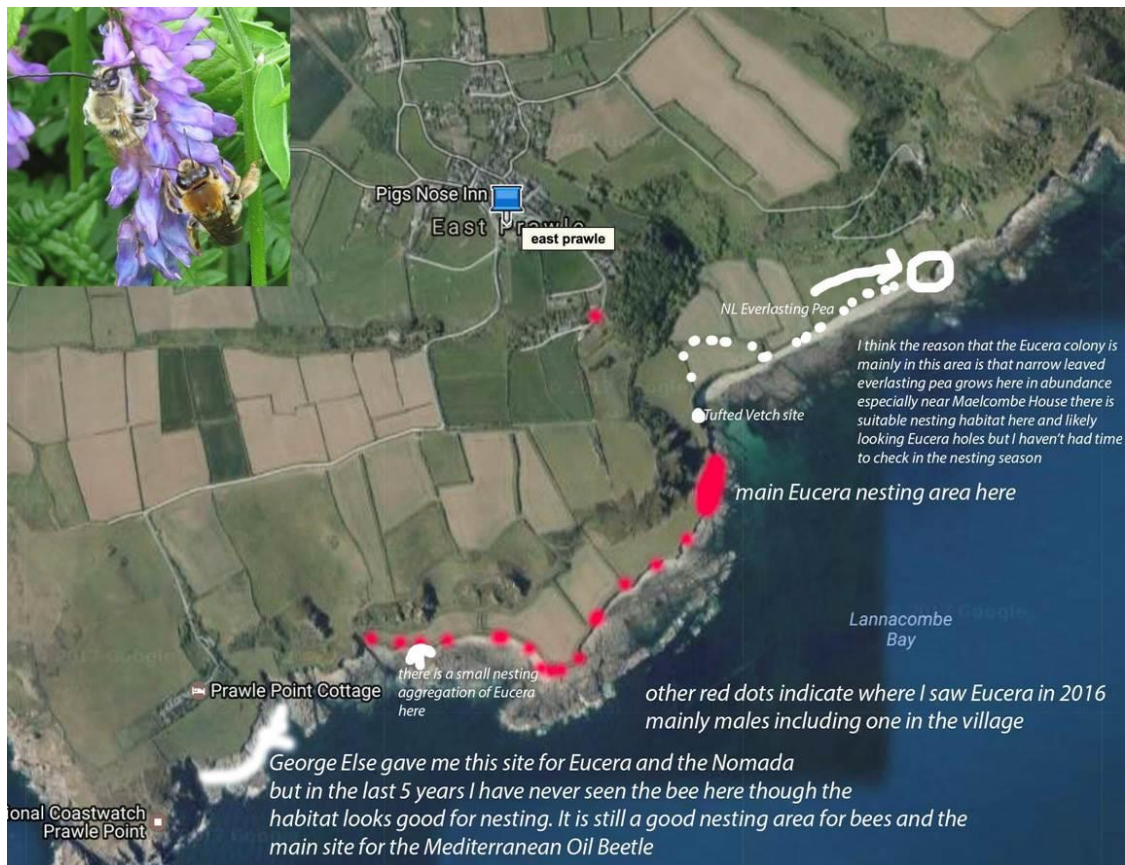 Pigs Nose Inn
East Prawle
east prawle
NL Everlasting Pea
I think the reason that the Eucera colony is
mainly in this area is that narrow leaved
everlasting pea grows here in abundance
especially near Maelcombe House there is
suitable nesting habitat here and likely
looking Eucera holes but I haven't had time
to check in the nesting season
Tufted Vetch site
main Eucera nesting area here
Lannacombe
Bay
there is a small nesting
aggregation of Eucera
here
Prawle Point Cottage
other red dots indicate where I saw Eucera in 2016
mainly males including one in the village
George Else gave me this site for Eucera and the Nomada
but in the last 5 years I have never seen the bee here though the
habitat looks good for nesting. It is still a good nesting area for bees and the
main site for the Mediterranean Oil Beetle
ional Coastwatch
Prawle Point